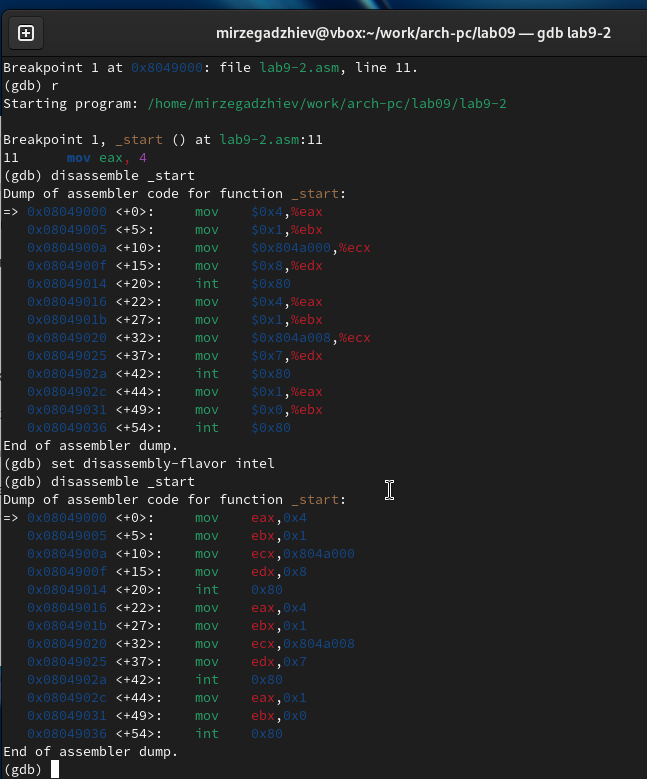 mirzegadzhiev@vbox:~/work/arch-pc/lab09 — gdb lab9-2
Breakpoint 1 at 0x8049000: file lab9-2.asm, line 11.
(gdb) r
Starting program: /home/mirzegadzhiev/work/arch-pc/lab09/lab9-2
Breakpoint 1, _start () at lab9-2.asm:11
11      mov eax, 4
(gdb) disassemble _start
Dump of assembler code for function _start:
=> 0x08049000 <+0>:     mov    $0x4,%eax
   0x08049005 <+5>:     mov    $0x1,%ebx
   0x0804900a <+10>:    mov    $0x804a000,%ecx
   0x0804900f <+15>:    mov    $0x8,%edx
   0x08049014 <+20>:    int    $0x80
   0x08049016 <+22>:    mov    $0x4,%eax
   0x0804901b <+27>:    mov    $0x1,%ebx
   0x08049020 <+32>:    mov    $0x804a008,%ecx
   0x08049025 <+37>:    mov    $0x7,%edx
   0x0804902a <+42>:    int    $0x80
   0x0804902c <+44>:    mov    $0x1,%eax
   0x08049031 <+49>:    mov    $0x0,%ebx
   0x08049036 <+54>:    int    $0x80
End of assembler dump.
(gdb) set disassembly-flavor intel
(gdb) disassemble _start
Dump of assembler code for function _start:
=> 0x08049000 <+0>:     mov    eax,0x4
   0x08049005 <+5>:     mov    ebx,0x1
   0x0804900a <+10>:    mov    ecx,0x804a000
   0x0804900f <+15>:    mov    edx,0x8
   0x08049014 <+20>:    int    0x80
   0x08049016 <+22>:    mov    eax,0x4
   0x0804901b <+27>:    mov    ebx,0x1
   0x08049020 <+32>:    mov    ecx,0x804a008
   0x08049025 <+37>:    mov    edx,0x7
   0x0804902a <+42>:    int    0x80
   0x0804902c <+44>:    mov    eax,0x1
   0x08049031 <+49>:    mov    ebx,0x0
   0x08049036 <+54>:    int    0x80
End of assembler dump.
(gdb)